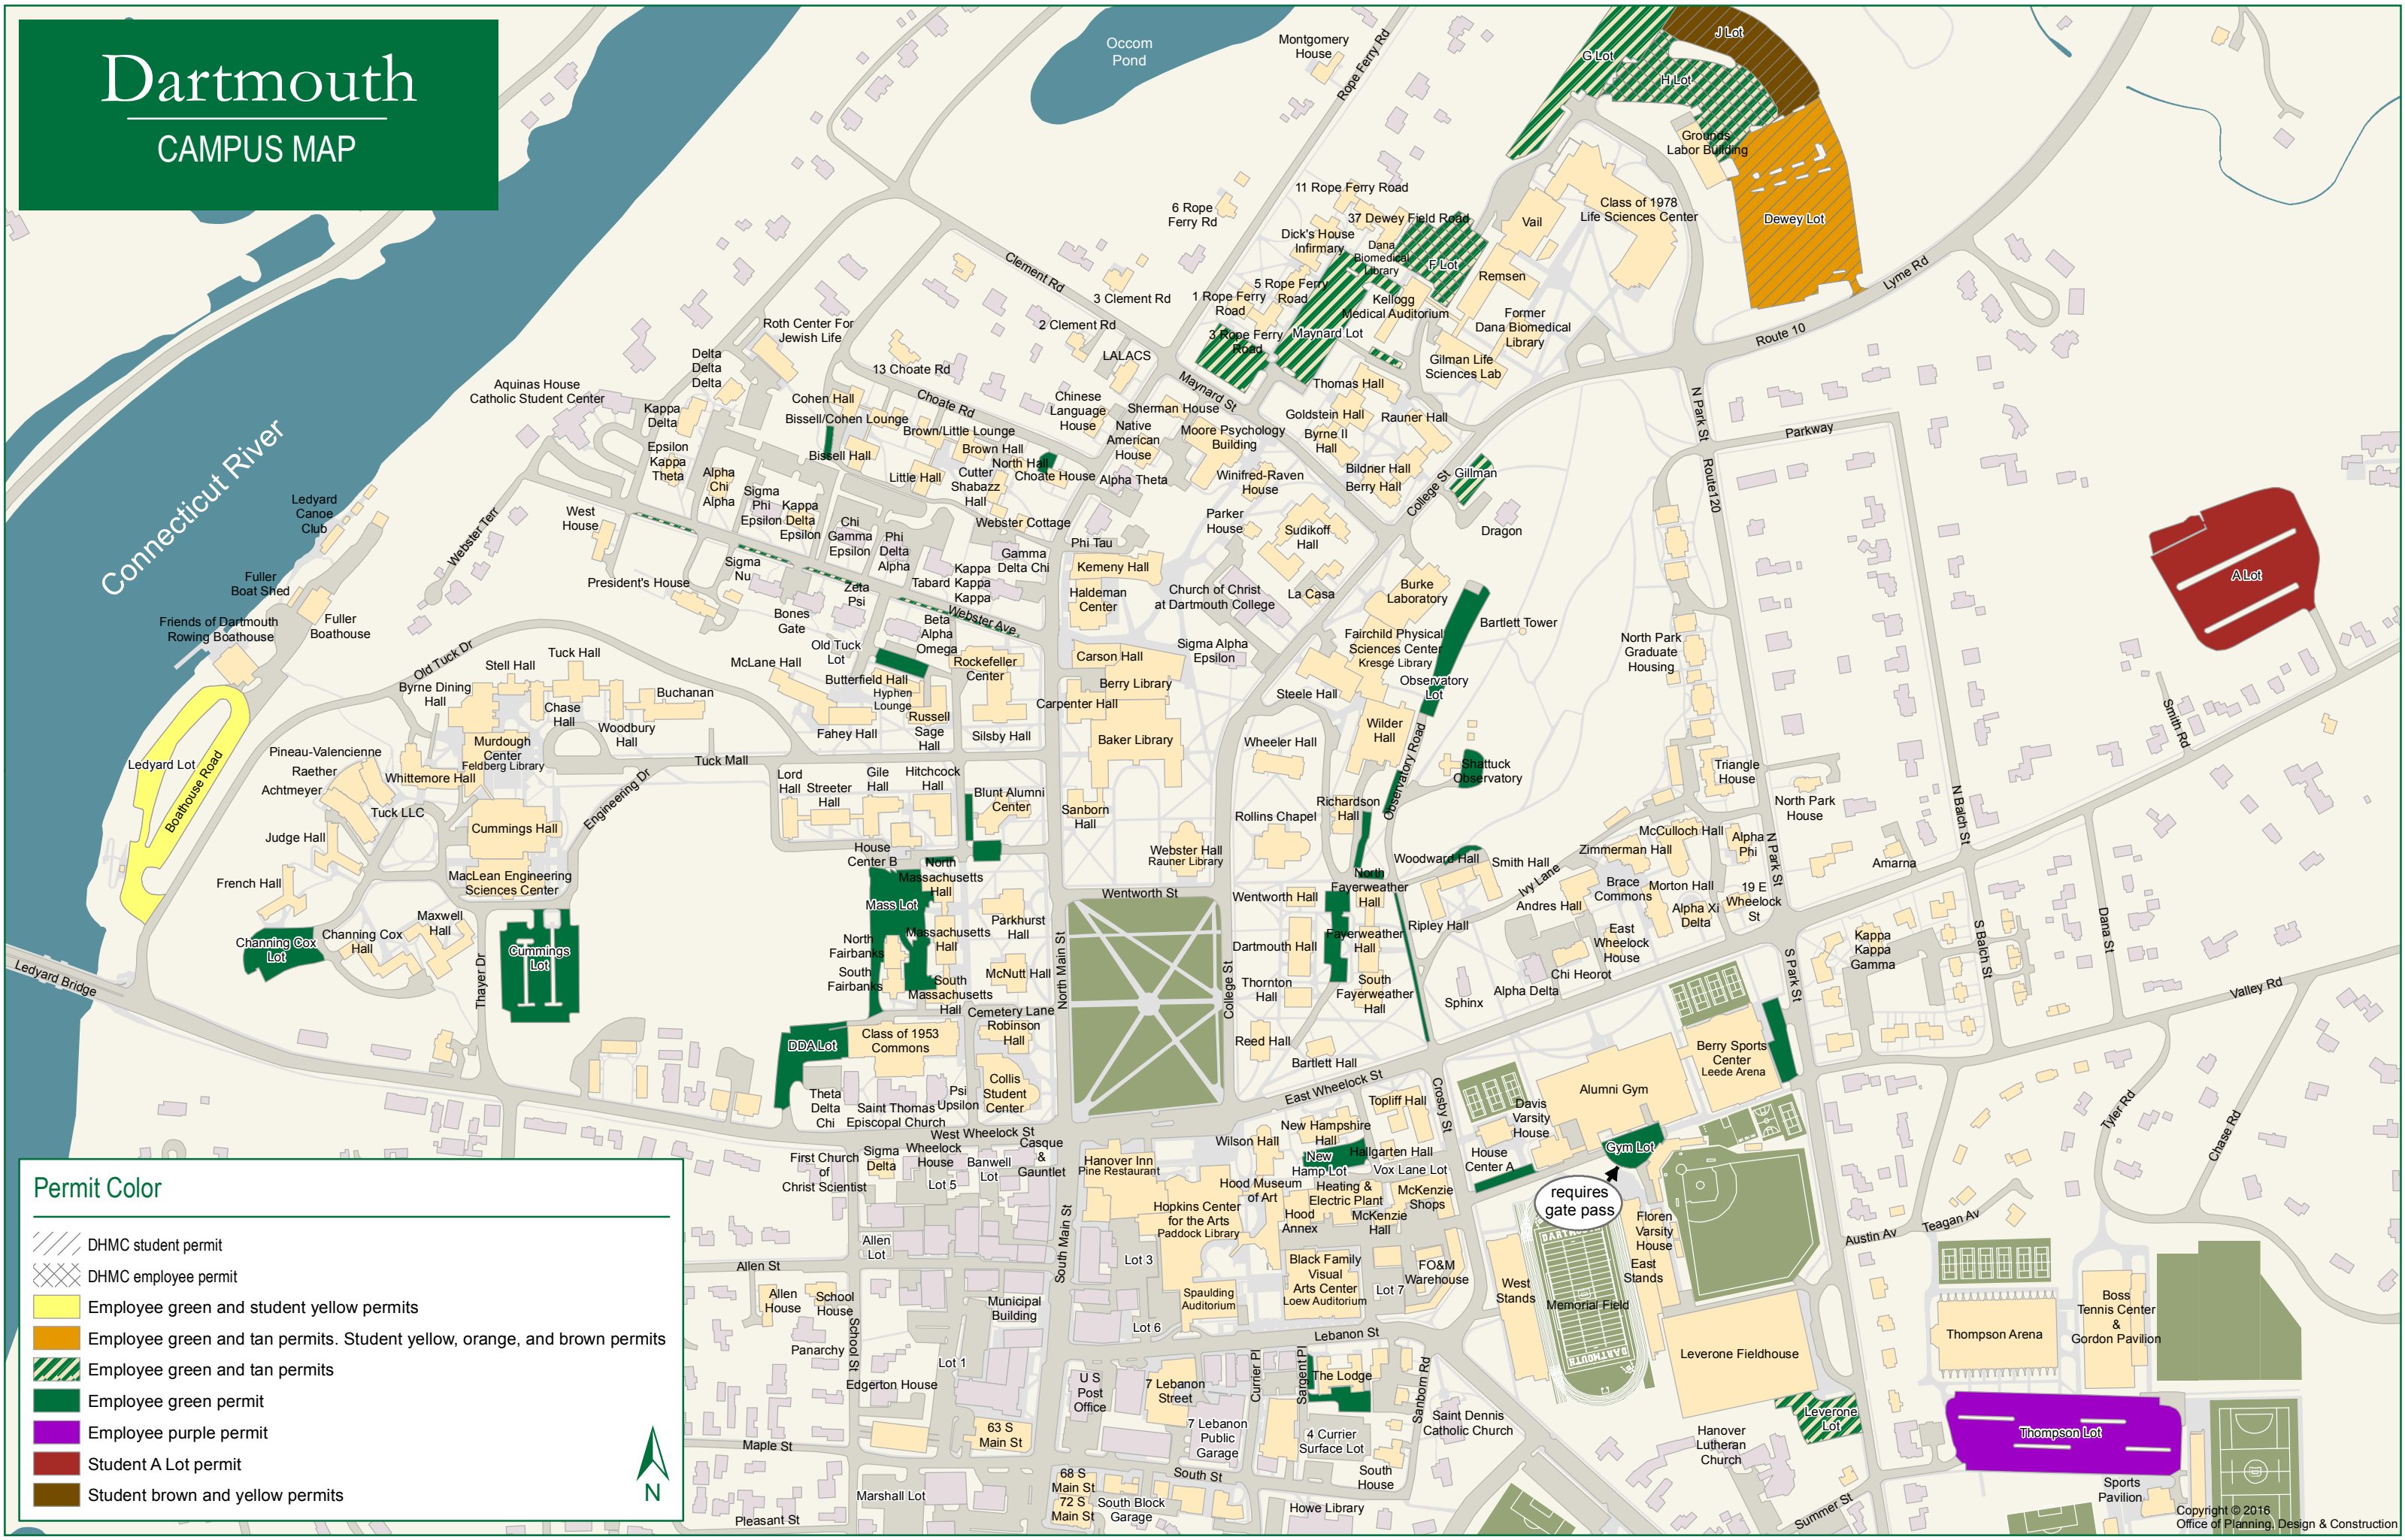 Dartmouth
CAMPUS MAP
Occom
Pond
Montgomery
House
Rope Ferry Rd
G Lot
J Lot
H Lot
Grounds
Labor Building
Dewey Lot
Class of 1978
Life Sciences Center
Vail
Remsen
11 Rope Ferry Road
6 Rope
Ferry Rd
37 Dewey Field Road
Dick's House
Infirmary
Dana
Biomedical
Library
F Lot
5 Rope Ferry
Road
1 Rope Ferry
Road
3 Rope Ferry
Road
Kellogg
Medical Auditorium
Maynard Lot
Former
Dana Biomedical
Library
Gilman Life
Sciences Lab
Lyme Rd
Route 10
Clement Rd
3 Clement Rd
2 Clement Rd
LALACS
Maynard St
Roth Center For
Jewish Life
Delta
Delta
Delta
13 Choate Rd
Choate Rd
Aquinas House
Catholic Student Center
Kappa
Delta
Epsilon
Kappa
Theta
Cohen Hall
Bissell/Cohen Lounge
Bissell Hall
Brown/Little Lounge
Brown Hall
North Hall
Little Hall
Cutter
Shabazz
Hall
Choate House
Chinese
Language
House
Sherman House
Native
American
House
Moore Psychology
Building
Alpha Theta
Winifred-Raven
House
Thomas Hall
Goldstein Hall
Rauner Hall
Byrne II
Hall
Bildner Hall
Berry Hall
Gillman
College St
Dragon
N Park St
Route120
Parkway
A Lot
Connecticut River
Ledyard
Canoe
Club
Fuller
Boat Shed
Friends of Dartmouth
Rowing Boathouse
Fuller
Boathouse
Webster Terr
West
House
Alpha
Chi
Alpha
Sigma
Phi
Epsilon
Kappa
Delta
Epsilon
Chi
Gamma
Epsilon
Phi
Delta
Alpha
Webster Cottage
Gamma
Delta Chi
Phi Tau
Parker
House
Sudikoff
Hall
President's House
Sigma
Nu
Zeta
Psi
Tabard
Kappa
Kappa
Kappa
Bones
Gate
Beta
Alpha
Omega
Webster Ave
Kemeny Hall
Haldeman
Center
Church of Christ
at Dartmouth College
La Casa
Burke
Laboratory
Bartlett Tower
Fairchild Physical
Sciences Center
Kresge Library
Observatory
Lot
North Park
Graduate
Housing
Old Tuck Dr
Tuck Hall
Stell Hall
Byrne Dining
Hall
Chase
Hall
Woodbury
Hall
Buchanan
McLane Hall
Old Tuck
Lot
Butterfield Hall
Hyphen
Lounge
Russell
Sage
Hall
Fahey Hall
Rockefeller
Center
Silsby Hall
Carson Hall
Berry Library
Carpenter Hall
Baker Library
Sigma Alpha
Epsilon
Steele Hall
Wilder
Hall
Wheeler Hall
Observatory Road
Shattuck
Observatory
Triangle
House
North Park
House
Smith Rd
N Balch St
Ledyard Lot
Boathouse Road
Pineau-Valencienne
Raether
Achtmeyer
Whittemore Hall
Murdough
Center
Feldberg Library
Tuck LLC
Judge Hall
Cummings Hall
Engineering Dr
Tuck Mall
Lord
Hall
Streeter
Hall
Gile
Hall
Hitchcock
Hall
Blunt Alumni
Center
Sanborn
Hall
Webster Hall
Rauner Library
Rollins Chapel
Richardson
Hall
French Hall
MacLean Engineering
Sciences Center
House
Center B
North
Massachusetts
Hall
Mass Lot
Massachusetts
Hall
South
Massachusetts
Hall
North
Fairbanks
South
Fairbanks
Parkhurst
Hall
McNutt Hall
Cemetery Lane
Robinson
Hall
Wentworth St
Wentworth Hall
Dartmouth Hall
Thornton
Hall
Reed Hall
Bartlett Hall
North
Fayerweather
Hall
Fayerweather
Hall
South
Fayerweather
Hall
Woodward Hall
Smith Hall
Ripley Hall
Ivy Lane
Zimmerman Hall
McCulloch Hall
Alpha
Phi
Brace
Commons
Morton Hall
19 E
Wheelock
St
Andres Hall
Alpha Xi
Delta
East
Wheelock
House
Chi Heorot
Alpha Delta
Sphinx
Amarna
Kappa
Kappa
Gamma
N Park St
S Park St
S Balch St
Dana St
Valley Rd
Channing Cox
Lot
Channing Cox
Hall
Maxwell
Hall
Cummings
Lot
Thayer Dr
Ledyard Bridge
DDA Lot
Class of 1953
Commons
Collis
Student
Center
Theta
Delta
Chi
Saint Thomas
Episcopal Church
Psi
Upsilon
North Main St
College St
East Wheelock St
West Wheelock St
Crosby St
Topliff Hall
New Hampshire
Hall
New
Hamp Lot
Hallgarten Hall
Vox Lane Lot
Davis
Varsity
House
House
Center A
Alumni Gym
Berry Sports
Center
Leede Arena
Gym Lot
requires
gate pass
Tyler Rd
Chase Rd
Teagan Av
Austin Av
First Church
of
Christ Scientist
Sigma
Delta
Wheelock
House
Banwell
Lot
Lot 5
Casque
&
Gauntlet
Hanover Inn
Pine Restaurant
Wilson Hall
Hood Museum
of Art
Hopkins Center
for the Arts
Paddock Library
Heating &
Electric Plant
Hood
Annex
McKenzie
Hall
McKenzie
Shops
Floren
Varsity
House
East
Stands
West
Stands
DARTMOUTH
Memorial Field
DARTMOUTH
Allen
Lot
Allen St
Allen
House
School
House
Municipal
Building
South Main St
Lot 3
Spaulding
Auditorium
Black Family
Visual
Arts Center
Loew Auditorium
Lot 7
FO&M
Warehouse
Lot 6
Lebanon St
Leverone Fieldhouse
Leverone
Lot
Thompson Arena
Boss
Tennis Center
&
Gordon Pavilion
Thompson Lot
Sports
Pavilion
Panarchy
School St
Lot 1
Edgerton House
U S
Post
Office
7 Lebanon
Street
Currier Pl
Sargent Pl
The Lodge
Sanborn Rd
7 Lebanon
Public
Garage
4 Currier
Surface Lot
Saint Dennis
Catholic Church
Hanover
Lutheran
Church
63 S
Main St
Maple St
Marshall Lot
Pleasant St
68 S
Main St
72 S
Main St
South Block
Garage
South St
South
House
Howe Library
Summer St
Permit Color
DHMC student permit
DHMC employee permit
Employee green and student yellow permits
Employee green and tan permits. Student yellow, orange, and brown permits
Employee green and tan permits
Employee green permit
Employee purple permit
Student A Lot permit
Student brown and yellow permits
N
Copyright © 2016
Office of Planning, Design & Construction